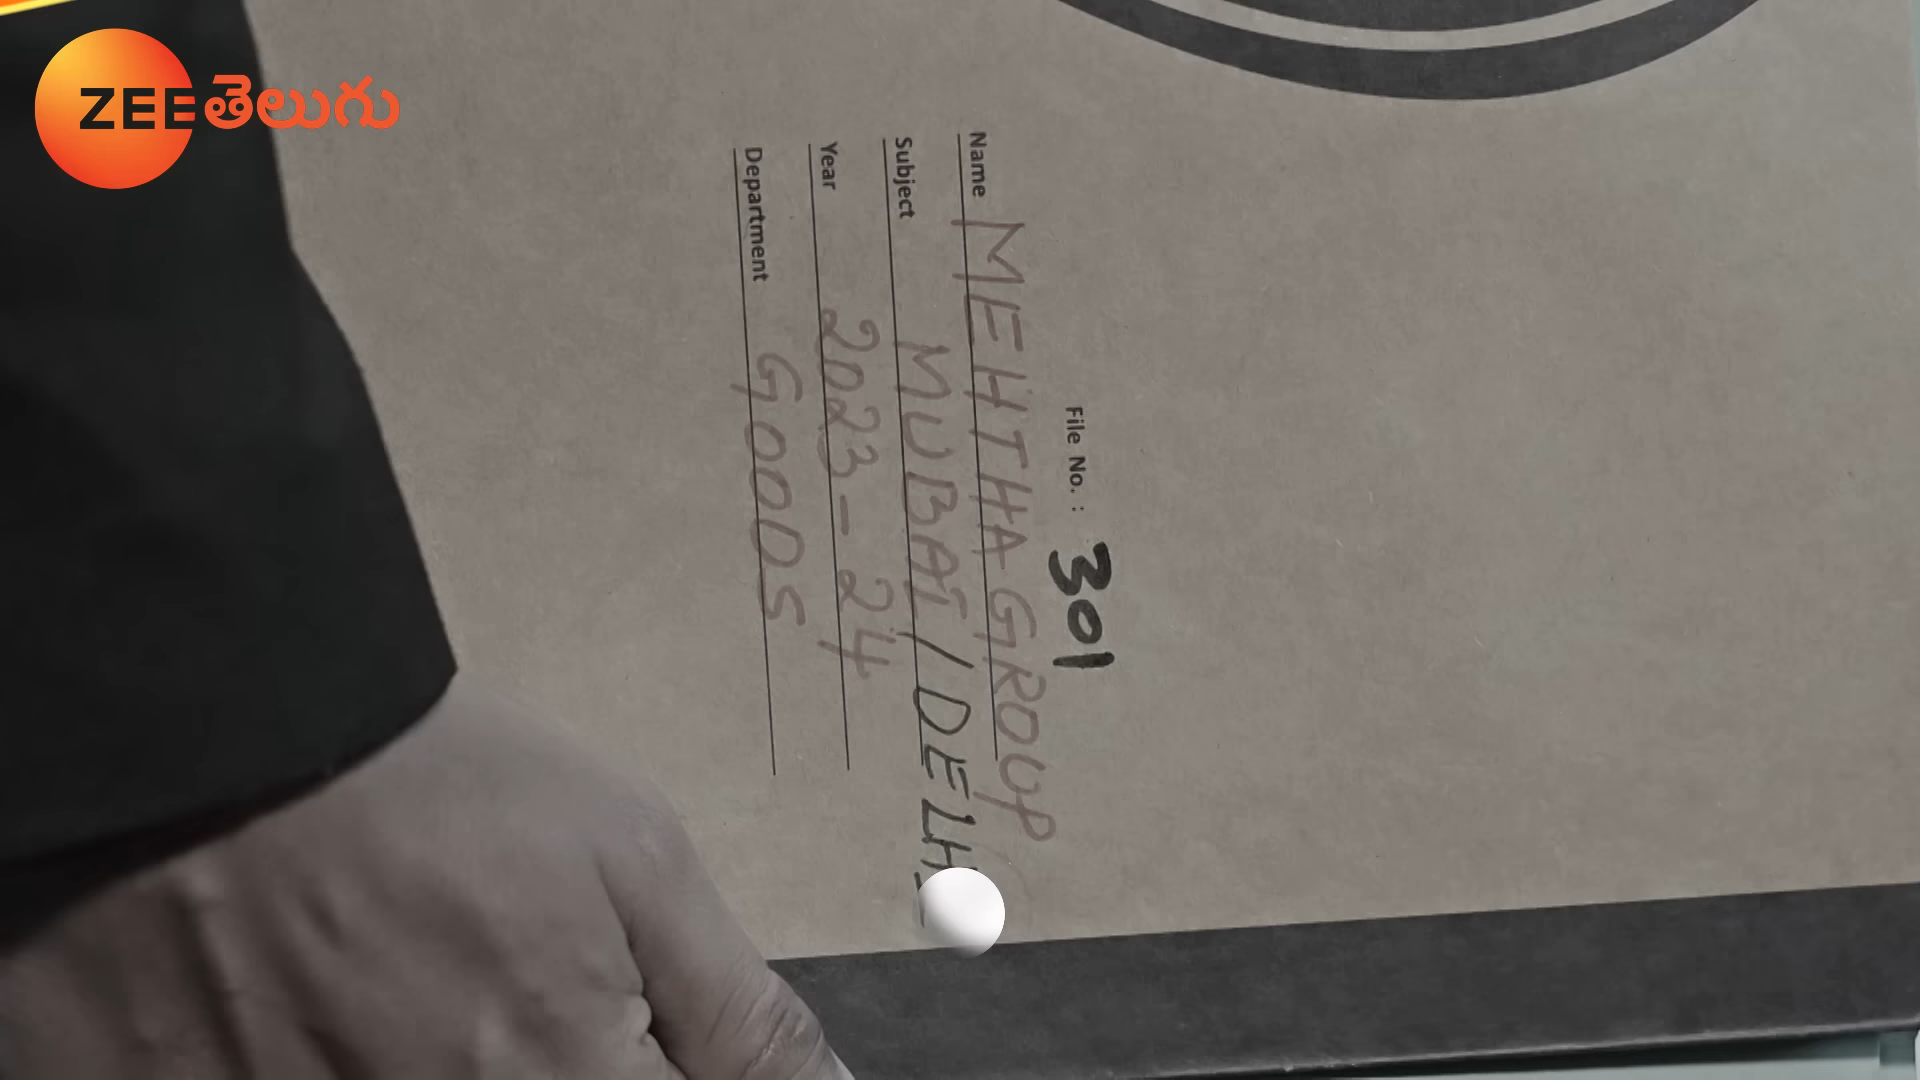 ZEE తెలుగు
File No. : 301
Name MEHTHA GROUP
Subject MUBAI / DELHI
Year 2023-24
Department GOODS